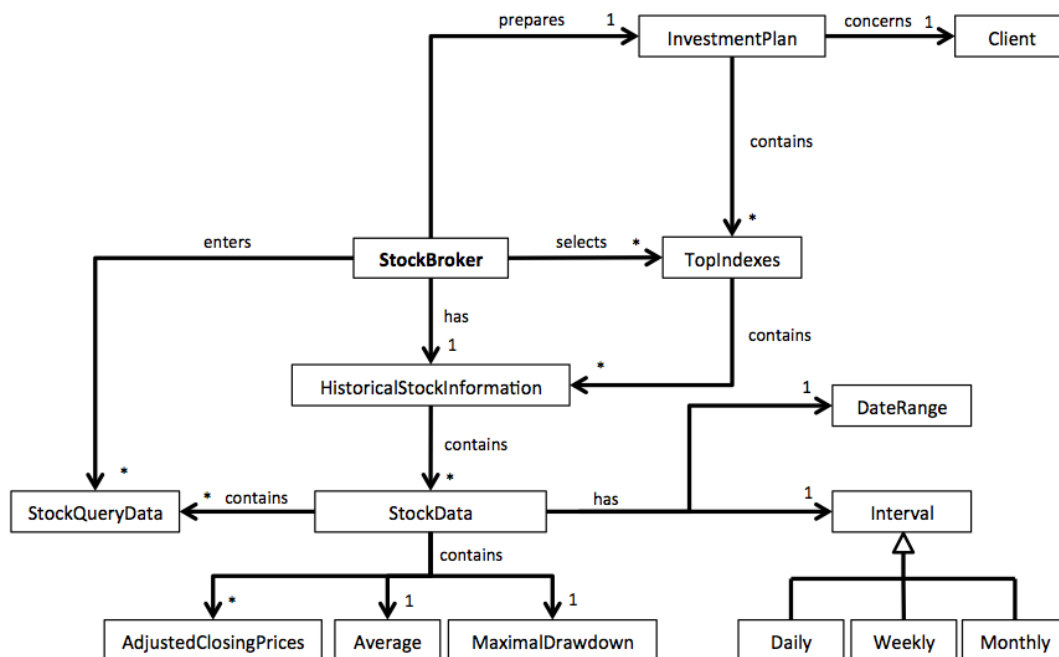 prepares
1
InvestmentPlan
concerns
1
Client
contains
*
enters
StockBroker
selects
*
TopIndexes
has
1
contains
HistoricalStockInformation
*
1
DateRange
contains
*
*
StockQueryData
*
contains
StockData
has
1
Interval
contains
*
1
1
AdjustedClosingPrices
Average
MaximalDrawdown
Daily
Weekly
Monthly